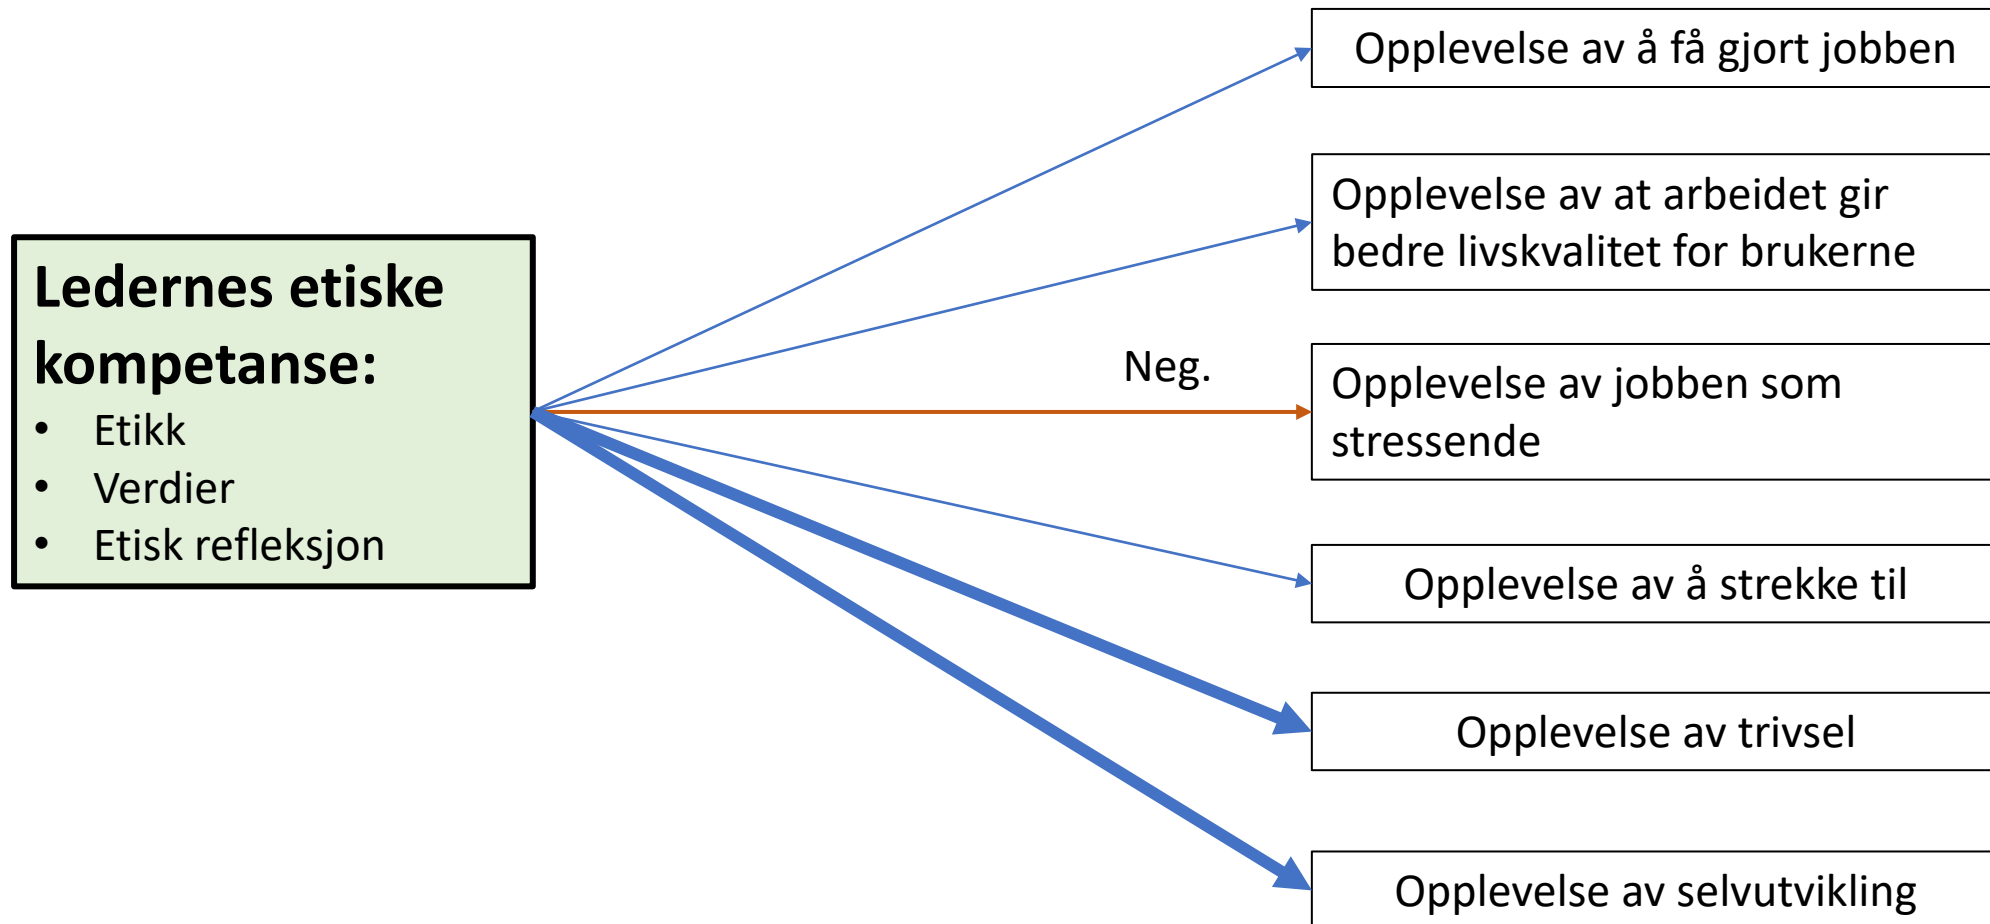 Opplevelse av å få gjort jobben
Opplevelse av at arbeidet gir
bedre livskvalitet for brukerne
Ledernes etiske
kompetanse:
• Etikk
• Verdier
• Etisk refleksjon
Neg.
Opplevelse av jobben som
stressende
Opplevelse av å strekke til
Opplevelse av trivsel
Opplevelse av selvutvikling